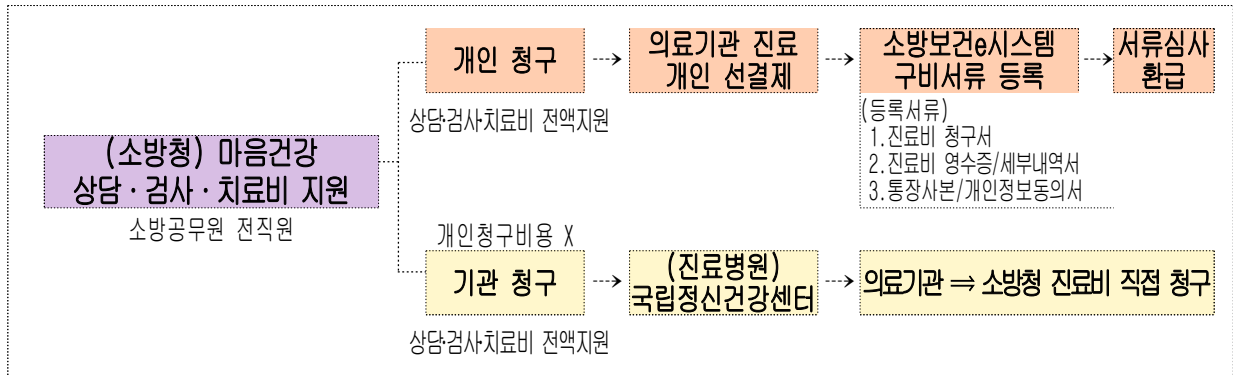 (소방청) 마음건강
상담·검사·치료비 지원
소방공무원 전직원
개인 청구
상담·검사·치료비 전액지원
의료기관 진료
개인 선결제
소방보건e시스템
구비서류 등록
(등록서류)
1.진료비 청구서
2.진료비 영수증/세부내역서
3.통장사본/개인정보동의서
서류심사
환급
개인청구비용 X
기관 청구
상담·검사·치료비 전액지원
(진료병원)
국립정신건강센터
의료기관 ⇒ 소방청 진료비 직접 청구